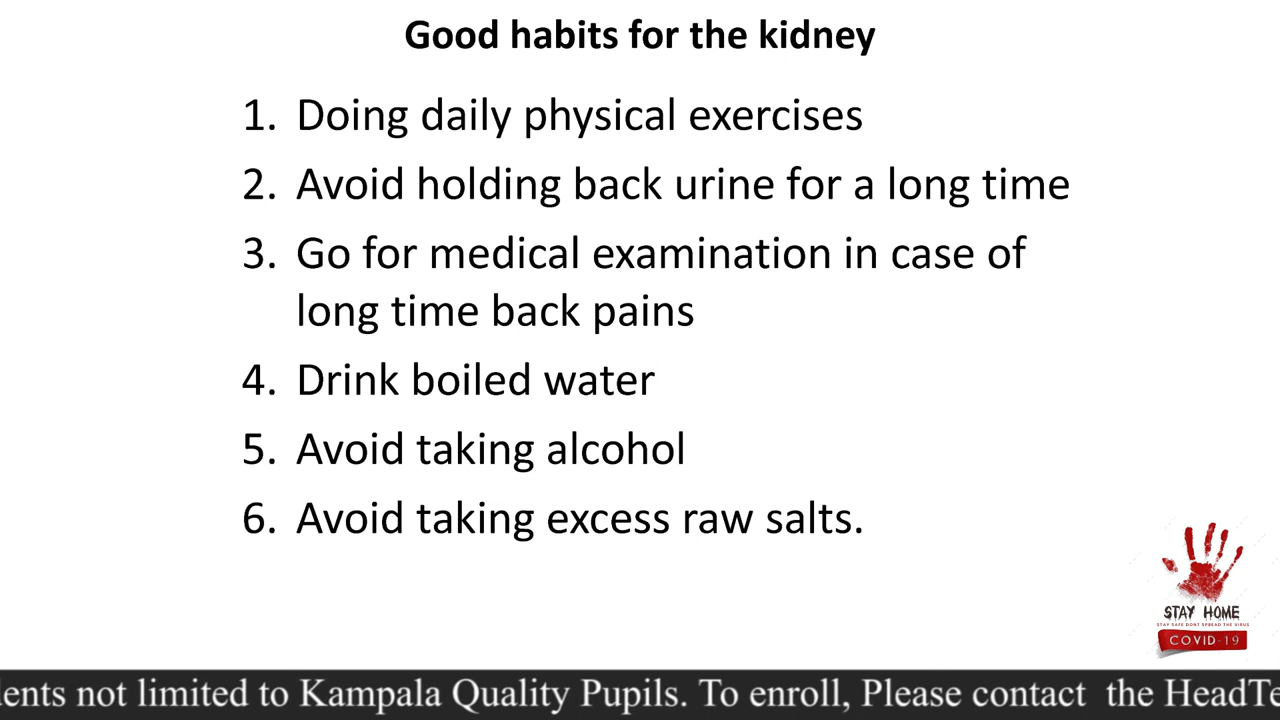 Good habits for the kidney
1. Doing daily physical exercises
2. Avoid holding back urine for a long time
3. Go for medical examination in case of
long time back pains
4. Drink boiled water
5. Avoid taking alcohol
6. Avoid taking excess raw salts.
STAY HOME
STAY SAFE DONT SPREAD THE VIRUS
COVID-19
not limited to Kampala Quality Pupils. To enroll, Please contact the